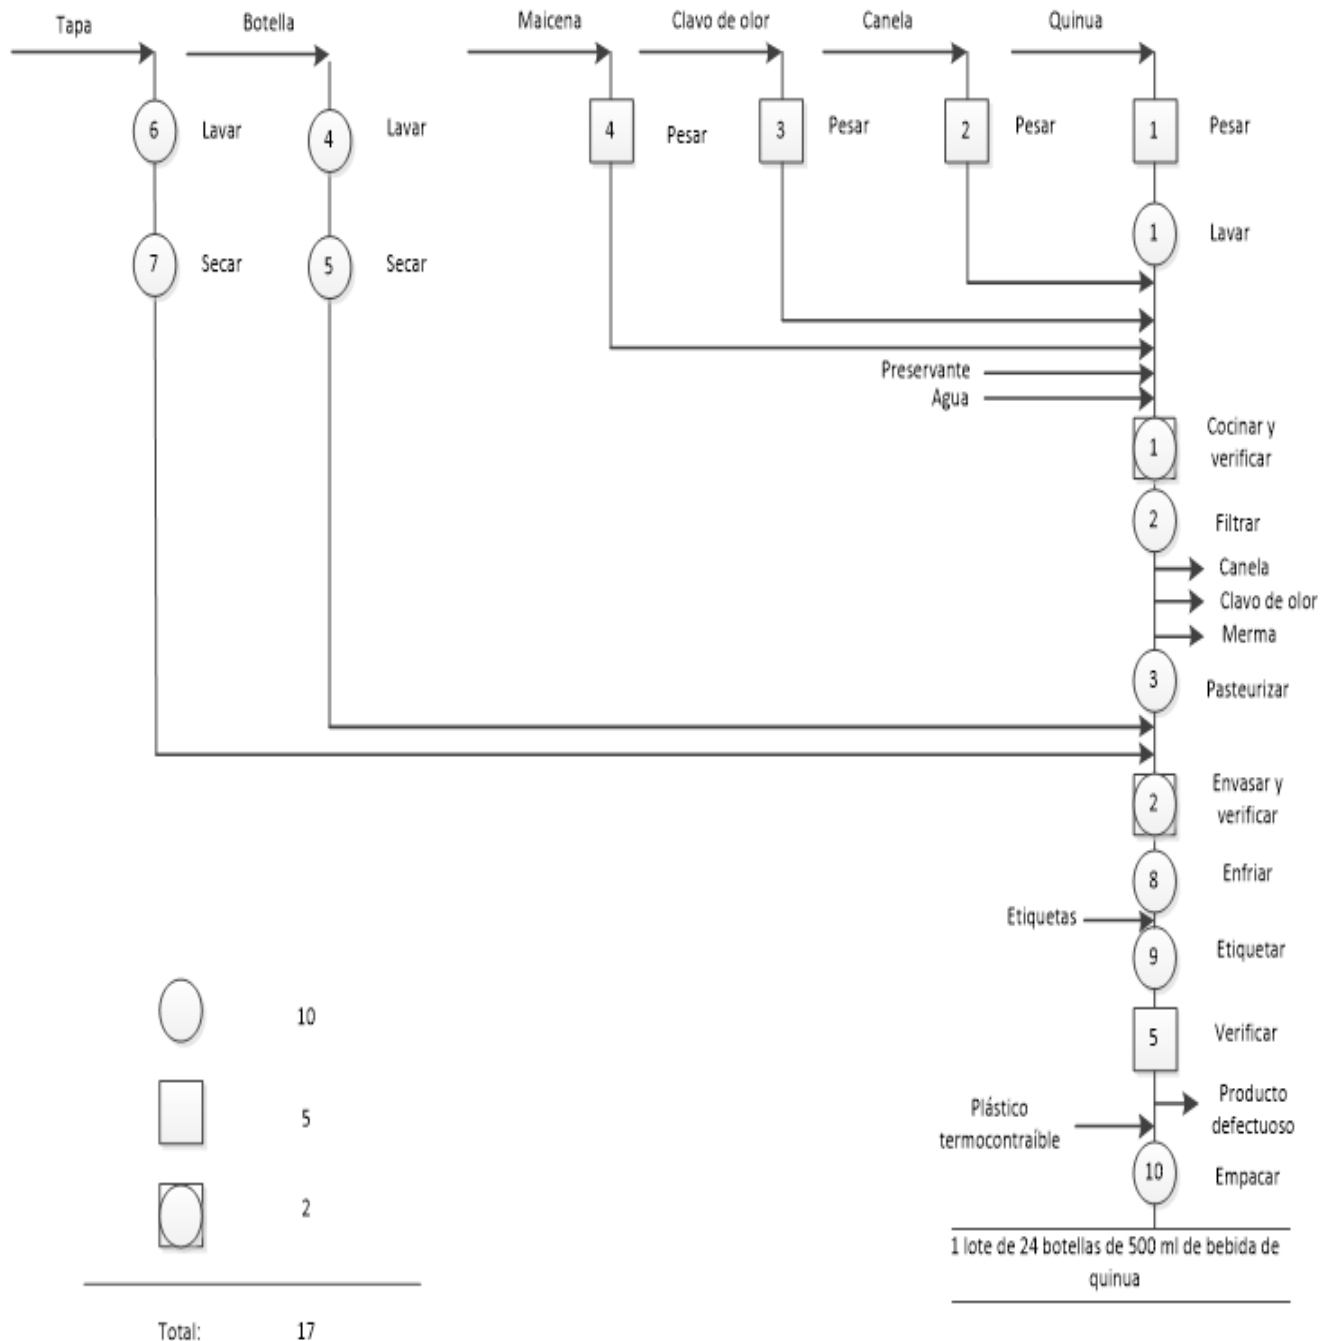 Tapa
Botella
Maicena
Clavo de olor
Canela
Quinua
6
Lavar
4
Lavar
4
Pesar
3
Pesar
2
Pesar
1
Pesar
1
Lavar
7
Secar
5
Secar
Preservante
Agua
1
Cocinar y
verificar
2
Filtrar
Canela
Clavo de olor
Merma
3
Pasteurizar
2
Envasar y
verificar
8
Enfriar
Etiquetas
9
Etiquetar
5
Verificar
Producto
defectuoso
Plástico
termocontraíble
10
Empacar
1 lote de 24 botellas de 500 ml de bebida de
quinua
10
5
2
Total:
17